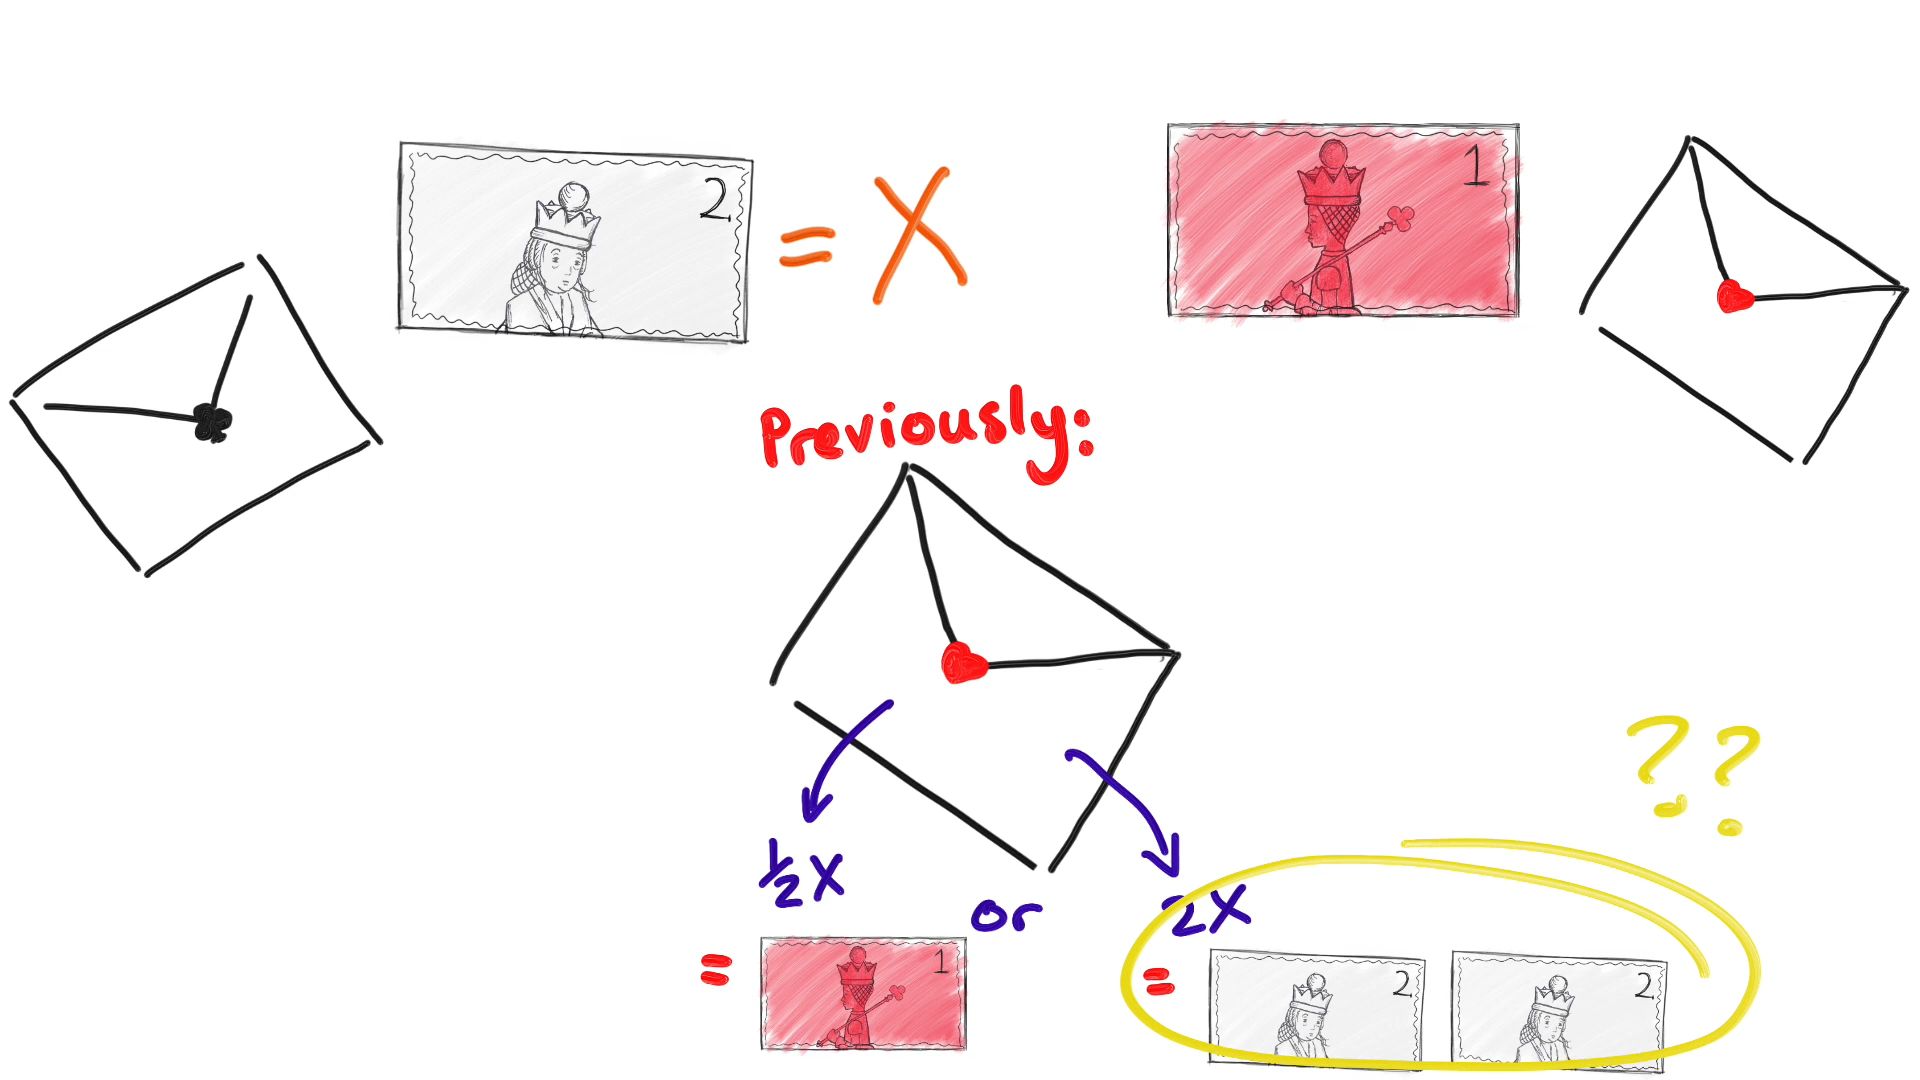 2 = X
1
Previously:
??
½X or 2X
= 1
= 2 2